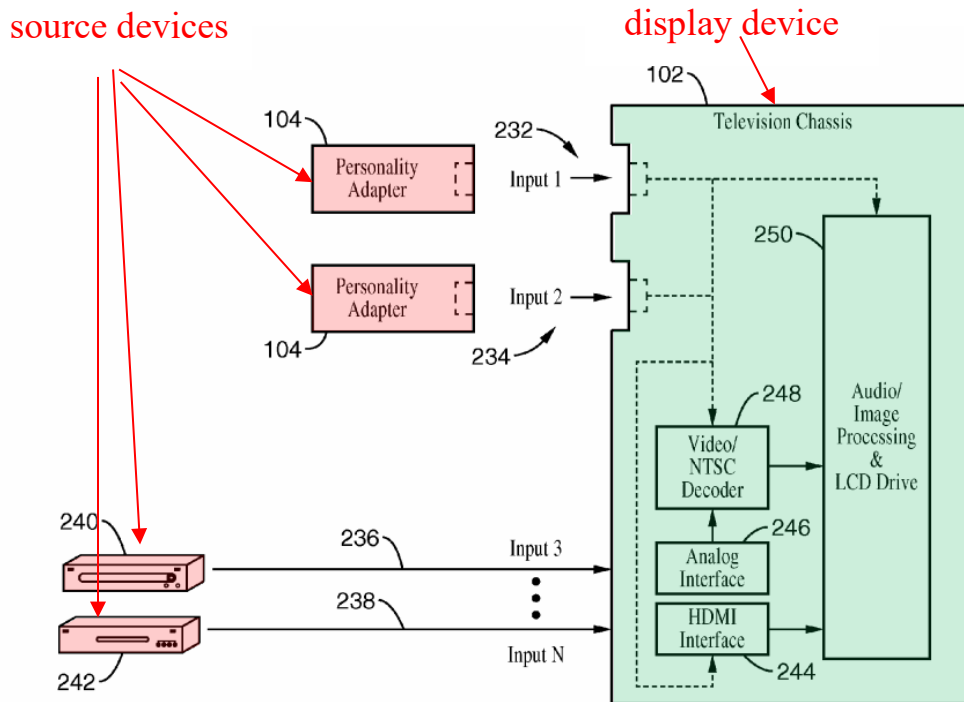 source devices
display device
102
Television Chassis
104
Personality
Adapter
232
Input 1
250
Personality
Adapter
104
Input 2
234
248
Video/
NTSC
Decoder
Audio/
Image
Processing
&
LCD Drive
240
236
Input 3
246
Analog
Interface
238
HDMI
Interface
242
Input N
244